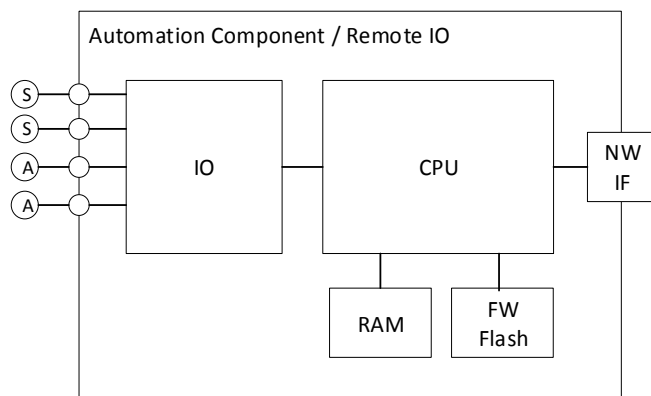 Automation Component / Remote IO
S
S
A
A
IO
CPU
NW
IF
RAM
FW
Flash